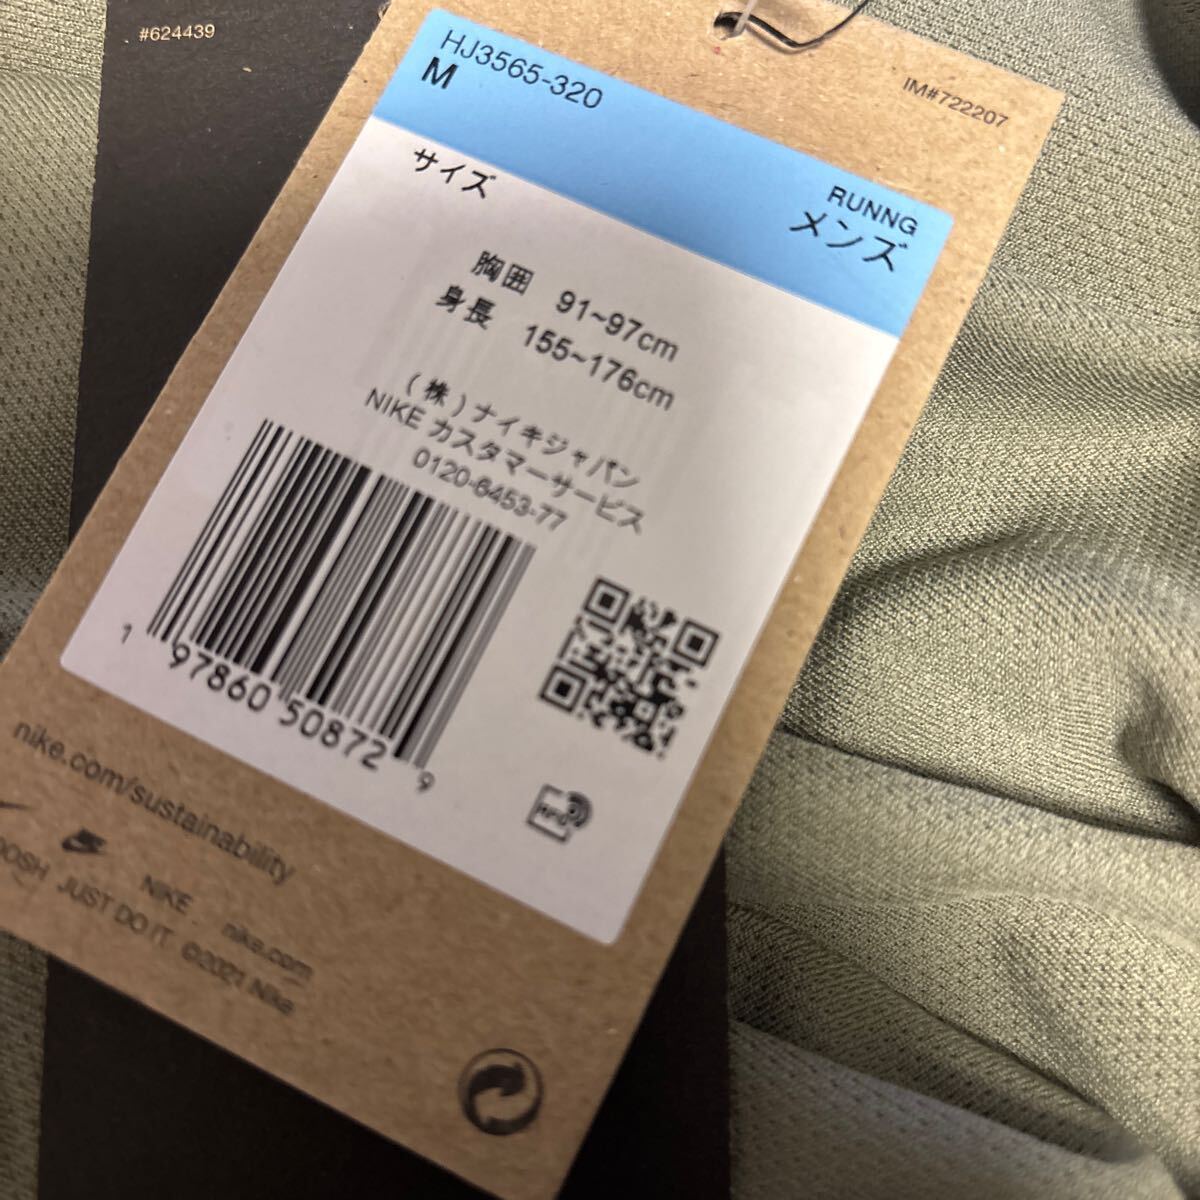 #624439
IM#722207
HJ3565-320
M
RUNNG
サイズ
メンズ
胸囲 91~97cm
身長 155~176cm
(株)ナイキジャパン
NIKE カスタマーサービス
0120-6453-77
1 97860 50872 9
nike.com/sustainability
NIKE nike.com
OOSH JUST DO IT ©2021 Nike